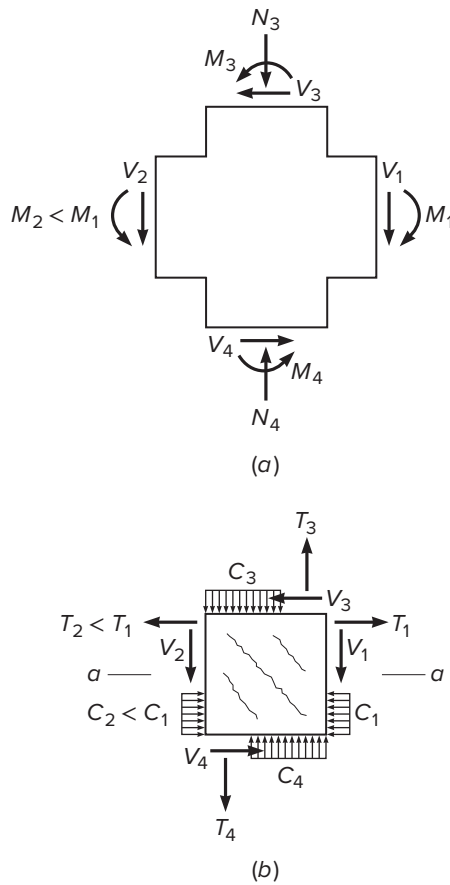 N₃
M₃
V₃
V₂ V₁
M₂ < M₁ M₁
V₄
M₄
N₄
(a)
T₃
C₃
V₃
T₂ < T₁ T₁
V₂ V₁
a a
C₂ < C₁ C₁
V₄
C₄
T₄
(b)